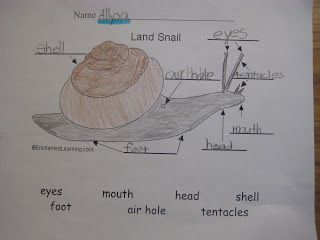 Name Allysa
Land Snail
eyes
shell
air hole
tentacles
mouth
©EnchantedLearning.com
foot
head
eyes mouth head shell
foot air hole tentacles